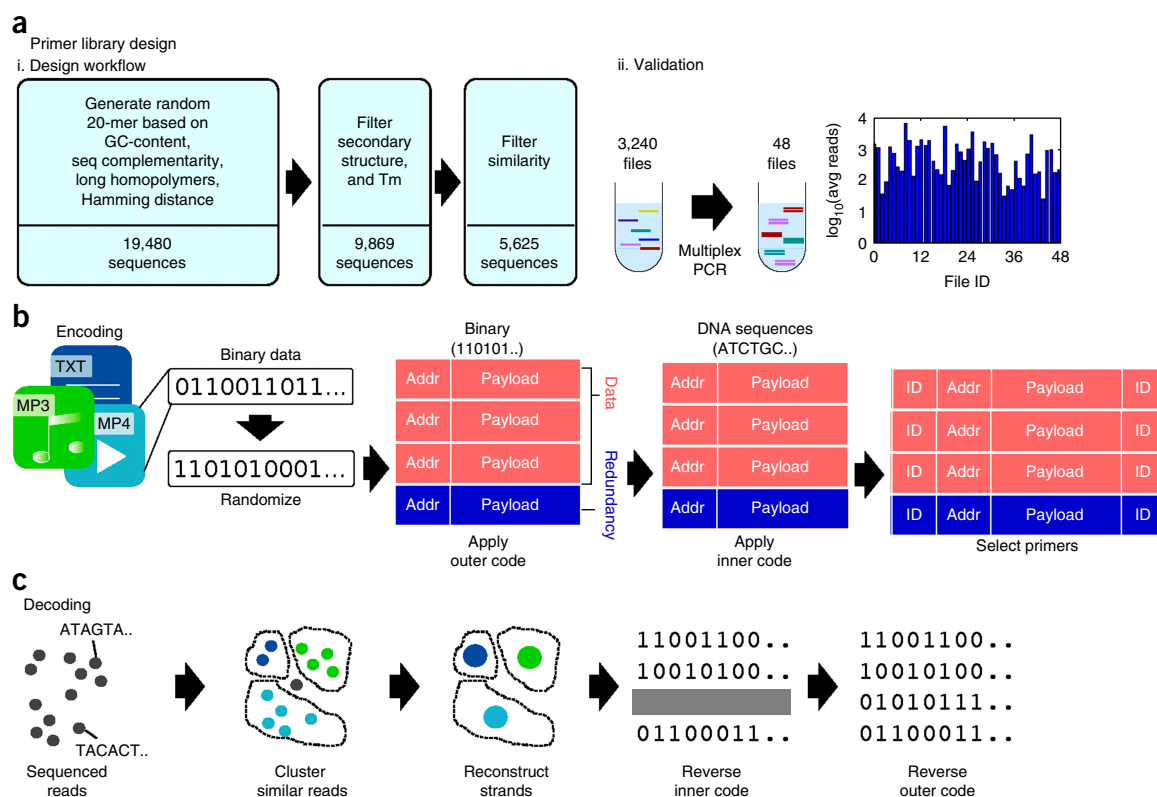 a
Primer library design
i. Design workflow
Generate random
20-mer based on
GC-content,
seq complementarity,
long homopolymers,
Hamming distance
19,480
sequences
Filter
secondary
structure,
and Tm
9,869
sequences
Filter
similarity
5,625
sequences
ii. Validation
3,240
files
Multiplex
PCR
48
files
log10(avg reads)
4
3
2
1
0
0
12
24
36
48
File ID
b
Encoding
TXT
MP3
MP4
Binary data
0110011011...
1101010001...
Randomize
Binary
(110101..)
Addr Payload
Addr Payload
Addr Payload
Addr Payload
Data
Redundancy
Apply
outer code
DNA sequences
(ATCTGC..)
Addr Payload
Addr Payload
Addr Payload
Addr Payload
Apply
inner code
ID Addr Payload ID
ID Addr Payload ID
ID Addr Payload ID
ID Addr Payload ID
Select primers
c
Decoding
ATAGTA..
TACACT..
Sequenced
reads
Cluster
similar reads
Reconstruct
strands
11001100..
10010100..
01100011..
Reverse
inner code
11001100..
10010100..
01010111..
01100011..
Reverse
outer code